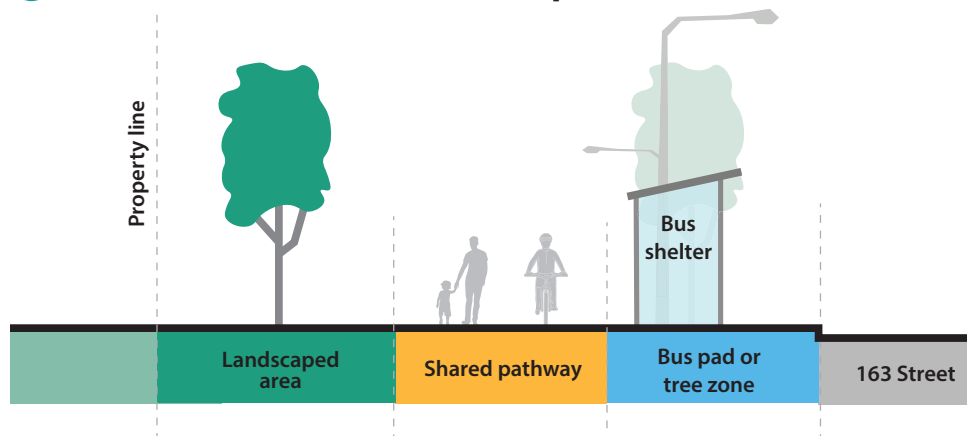 Property line
Bus
shelter
Landscaped
area
Shared pathway
Bus pad or
tree zone
163 Street